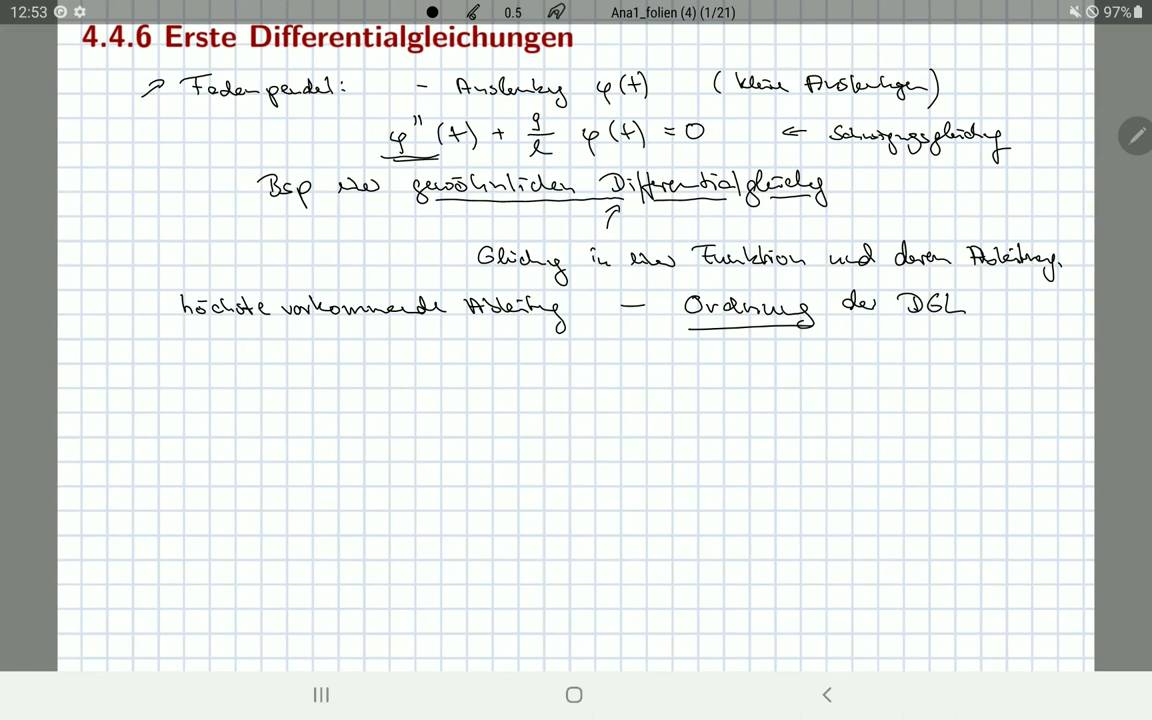 12:53 0.5 Ana1_folien (4) (1/21) 97%
4.4.6 Erste Differentialgleichungen
↗ Fadenpendel: – Auslenkung φ(t) (kleine Auslenkungen)
φ''(t) + g/l φ(t) = 0 ← Schwingungsgleichung
Bsp einer gewöhnlichen Differentialgleichung
↑
Gleichung in einer Funktion und deren Ableitung.
höchste vorkommende Ableitung – Ordnung der DGL